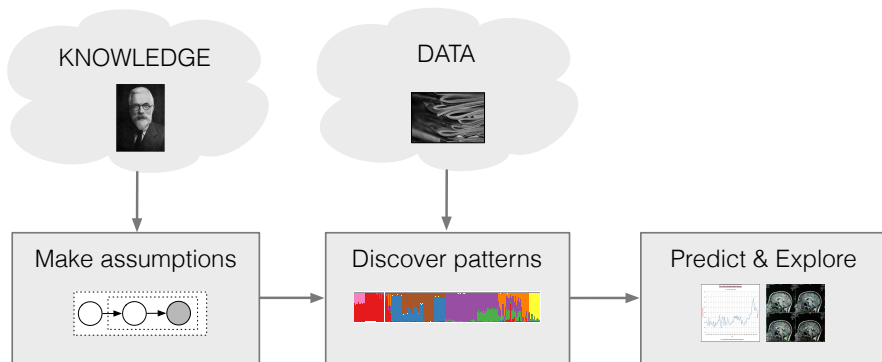 KNOWLEDGE
DATA
Make assumptions
Discover patterns
Predict & Explore